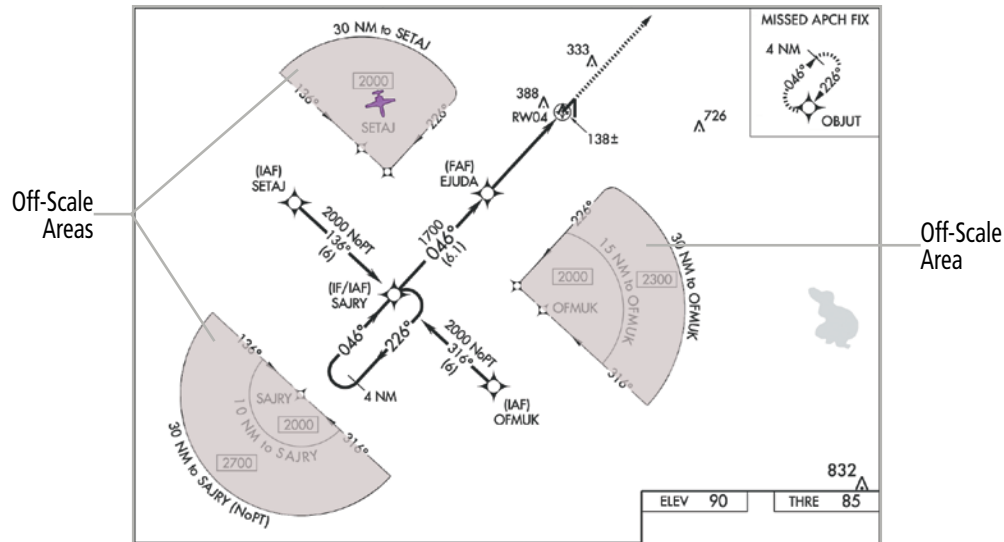 30 NM to SETAJ
2000
SETAJ
136°
226°
MISSED APCH FIX
4 NM
046°
226°
OBJUT
333
388
RW04
138±
726
Off-Scale
Areas
(IAF)
SETAJ
2000 NoPT
136°
(6)
(FAF)
EJUDA
1700
046°
(6.1)
(IF/IAF)
SAJRY
046°
226°
4 NM
2000 NoPT
316°
(6)
(IAF)
OFMUK
226°
30 NM to OFMUK
15 NM to OFMUK
2000
2300
OFMUK
316°
Off-Scale
Area
136°
SAJRY
2000
10 NM to SAJRY
316°
2700
30 NM to SAJRY (NoPT)
832
ELEV 90
THRE 85